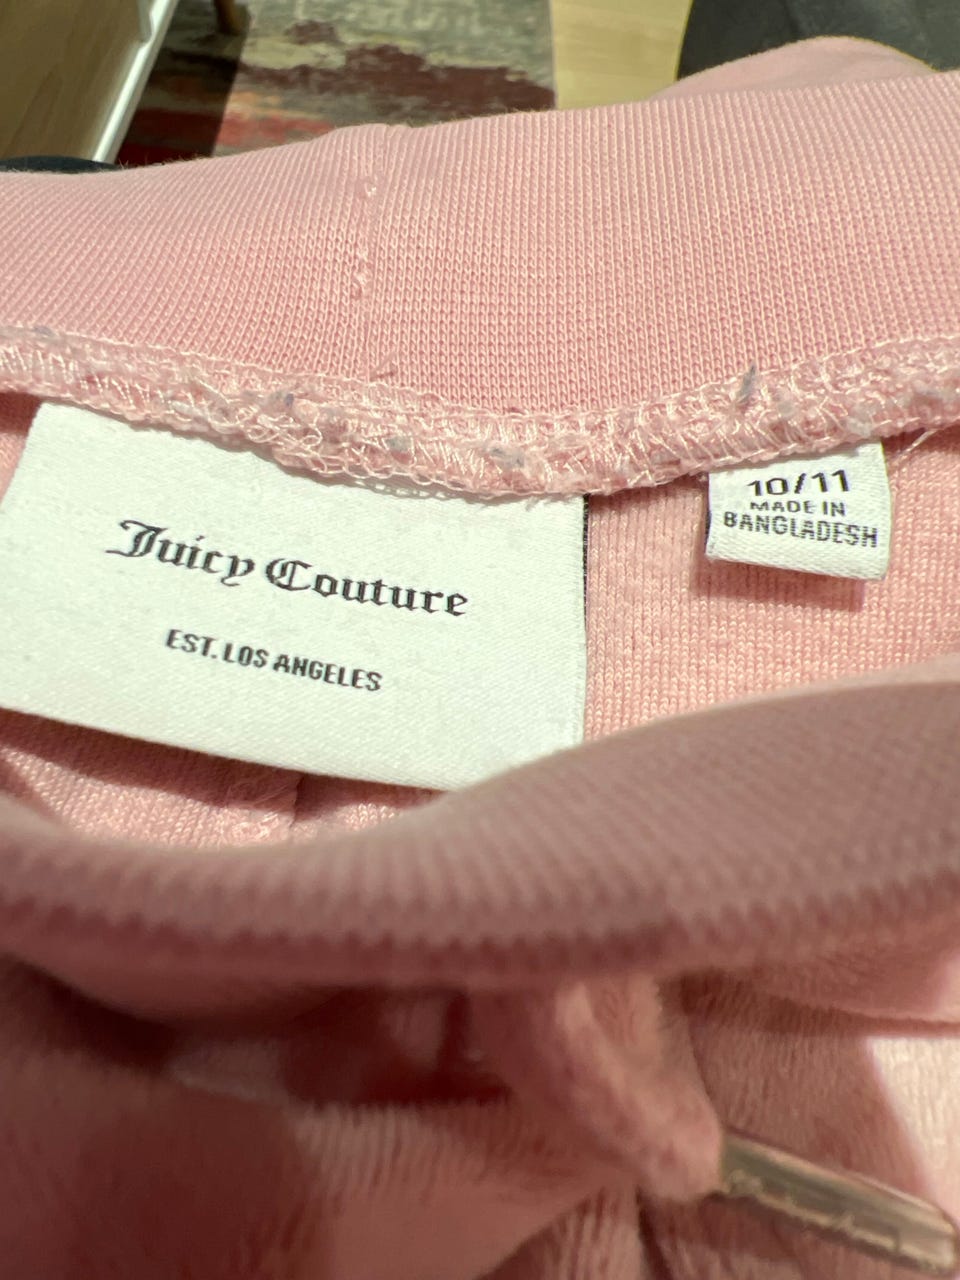 Juicy Couture
EST. LOS ANGELES
10/11
MADE IN
BANGLADESH